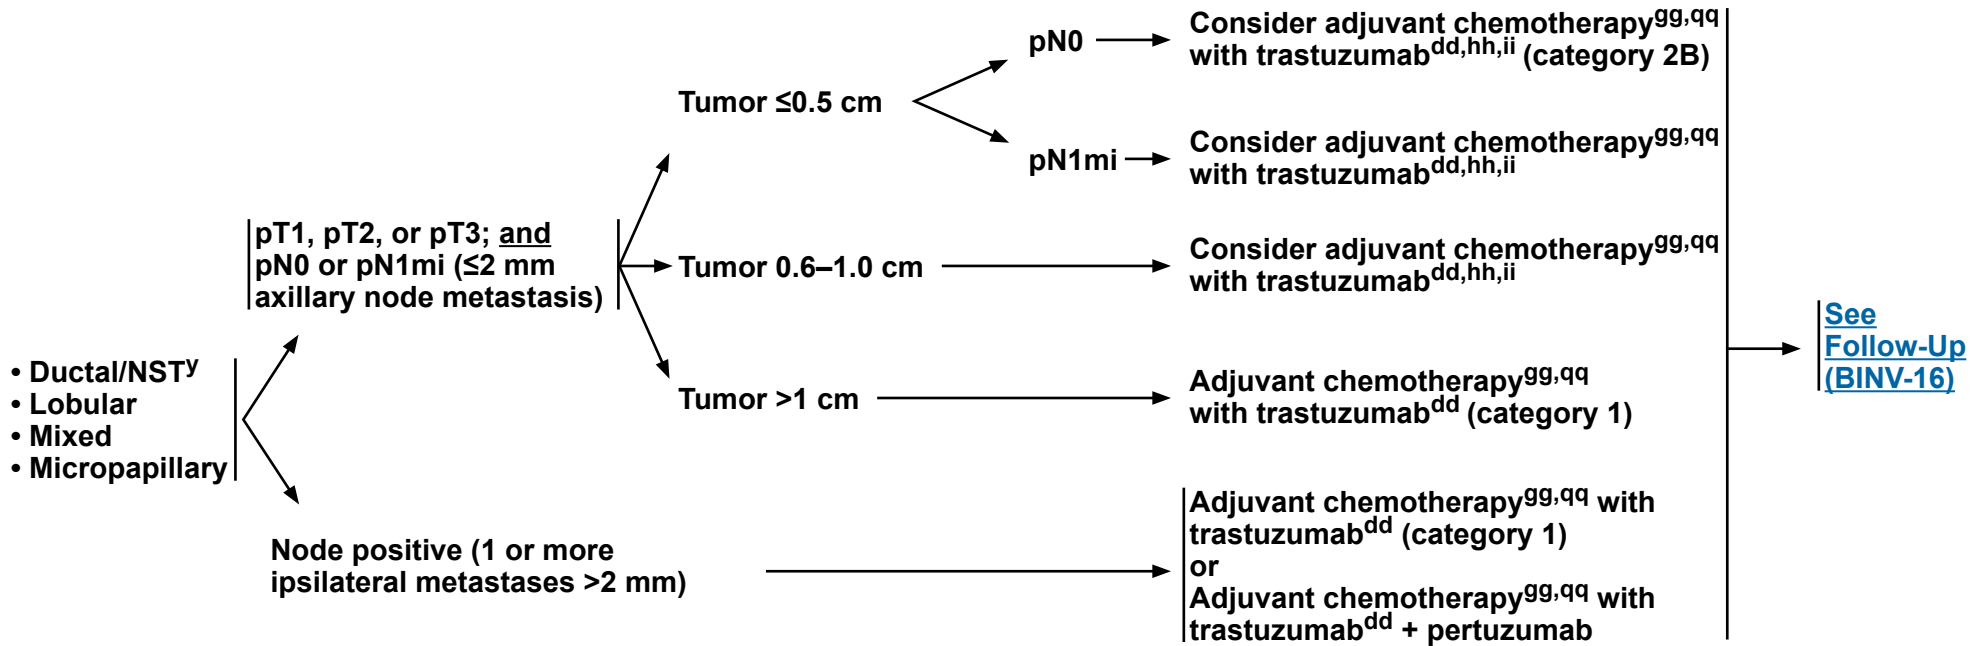 • Ductal/NSTy
• Lobular
• Mixed
• Micropapillary
pT1, pT2, or pT3; and
pN0 or pN1mi (≤2 mm
axillary node metastasis)
Node positive (1 or more
ipsilateral metastases >2 mm)
Tumor ≤0.5 cm
pN0
Consider adjuvant chemotherapygg,qq
with trastuzumabdd,hh,ii (category 2B)
pN1mi
Consider adjuvant chemotherapygg,qq
with trastuzumabdd,hh,ii
Tumor 0.6–1.0 cm
Consider adjuvant chemotherapygg,qq
with trastuzumabdd,hh,ii
Tumor >1 cm
Adjuvant chemotherapygg,qq
with trastuzumabdd (category 1)
Adjuvant chemotherapygg,qq with
trastuzumabdd (category 1)
or
Adjuvant chemotherapygg,qq with
trastuzumabdd + pertuzumab
See
Follow-Up
(BINV-16)